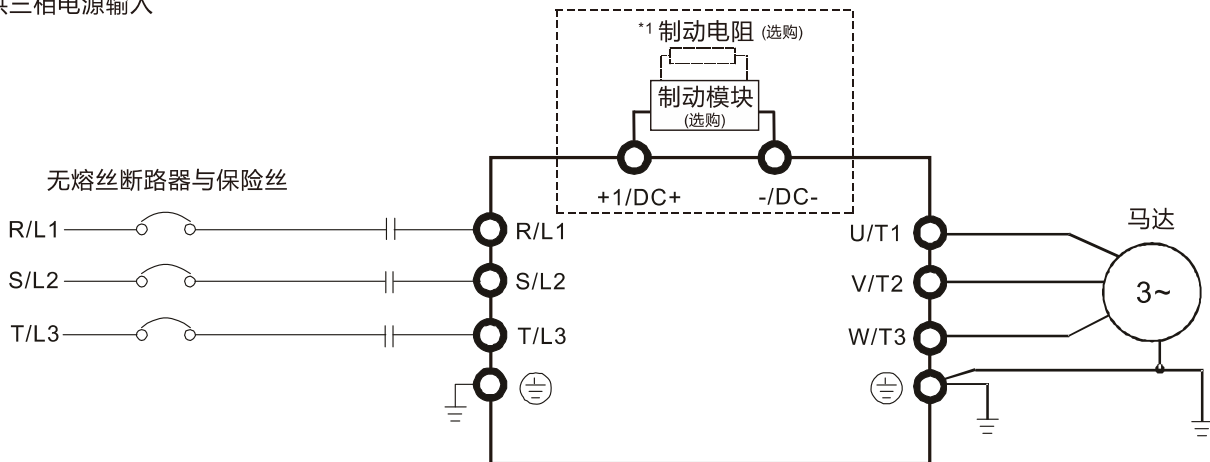 三相电源输入
*1 制动电阻 (选购)
制动模块
(选购)
无熔丝断路器与保险丝
+1/DC+
-/DC-
马达
R/L1
R/L1
U/T1
S/L2
S/L2
V/T2
3~
T/L3
T/L3
W/T3